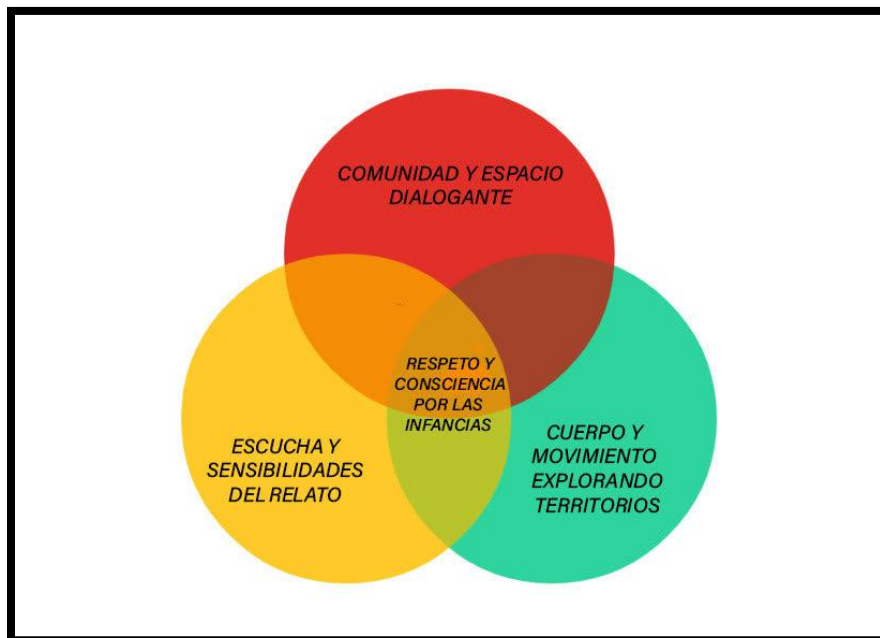 COMUNIDAD Y ESPACIO
DIALOGANTE
RESPETO Y
CONSCIENCIA
POR LAS
INFANCIAS
ESCUCHA Y
SENSIBILIDADES
DEL RELATO
CUERPO Y
MOVIMIENTO
EXPLORANDO
TERRITORIOS